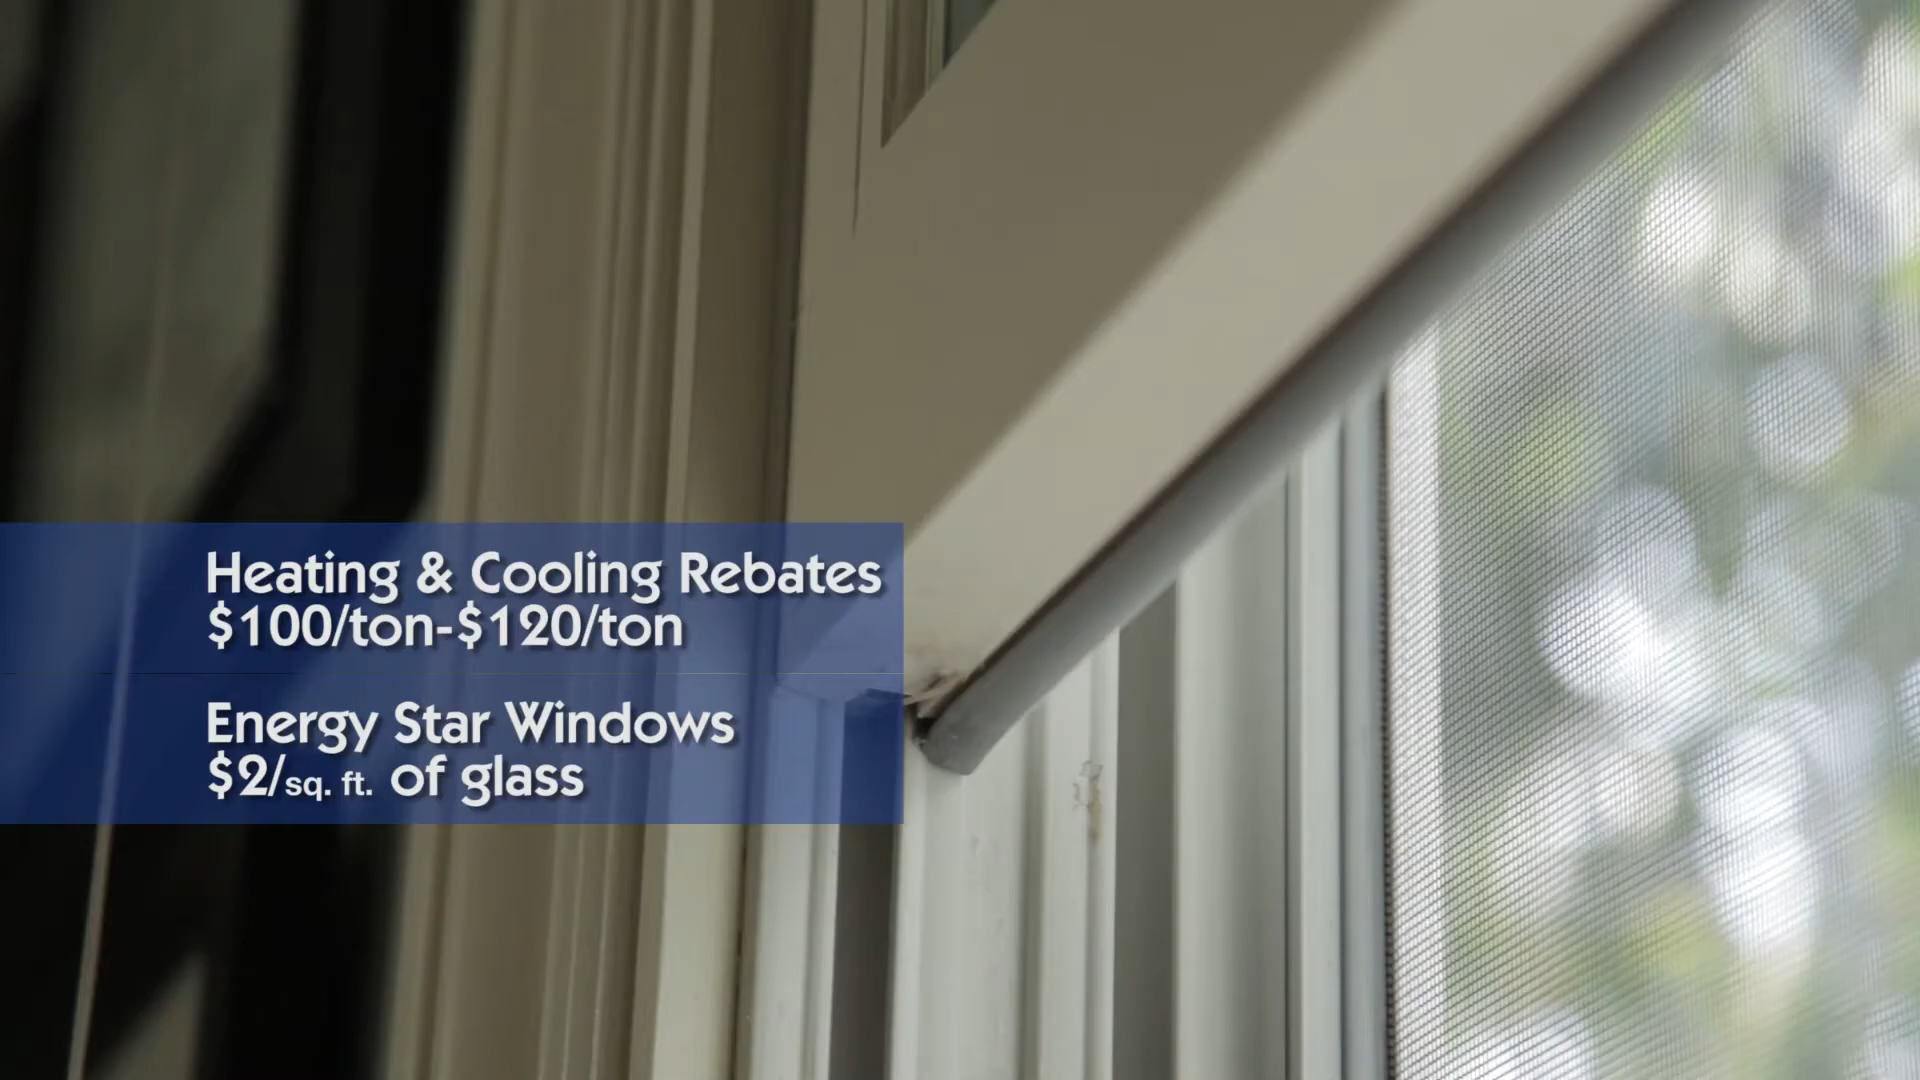 Heating & Cooling Rebates
$100/ton-$120/ton
Energy Star Windows
$2/sq. ft. of glass